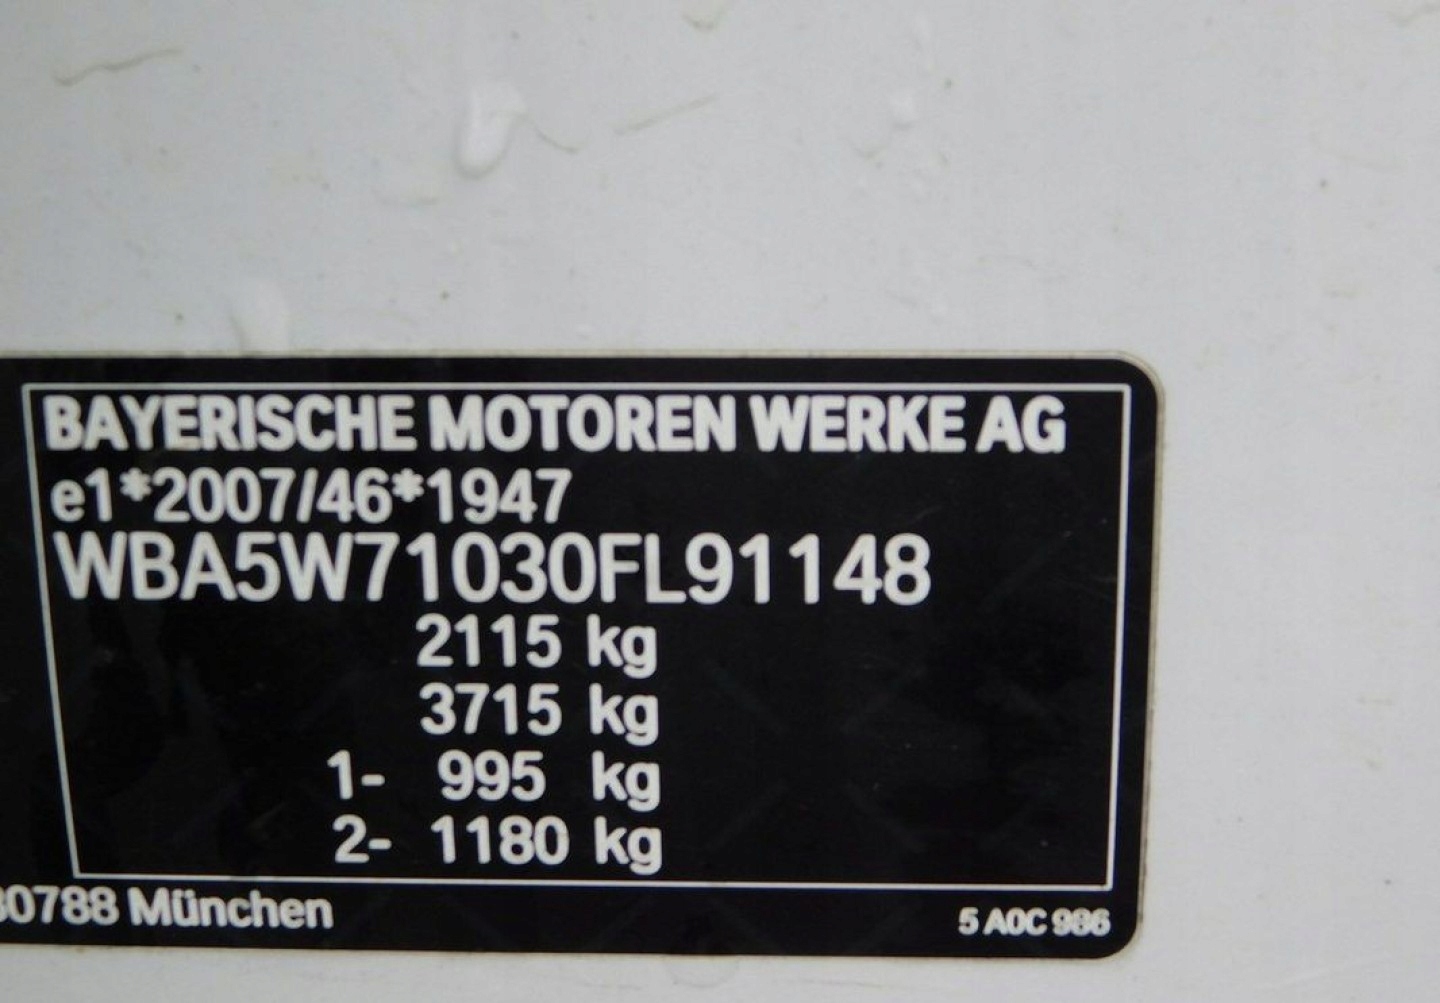 BAYERISCHE MOTOREN WERKE AG
e1*2007/46*1947
WBA5W71030FL91148
2115 kg
3715 kg
1- 995 kg
2- 1180 kg
80788 München
5 A0C 986